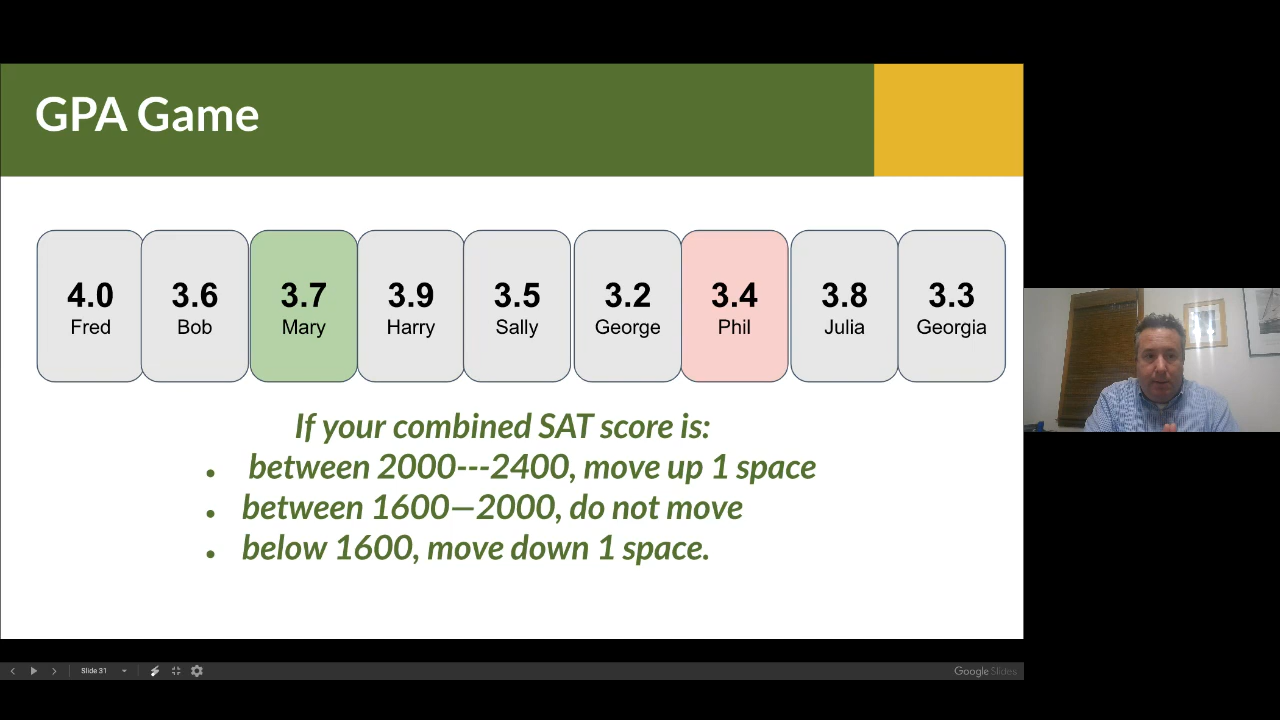 GPA Game
4.0 3.6 3.7 3.9 3.5 3.2 3.4 3.8 3.3
Fred Bob Mary Harry Sally George Phil Julia Georgia
If your combined SAT score is:
• between 2000---2400, move up 1 space
• between 1600—2000, do not move
• below 1600, move down 1 space.
Slide 31
Google Slides